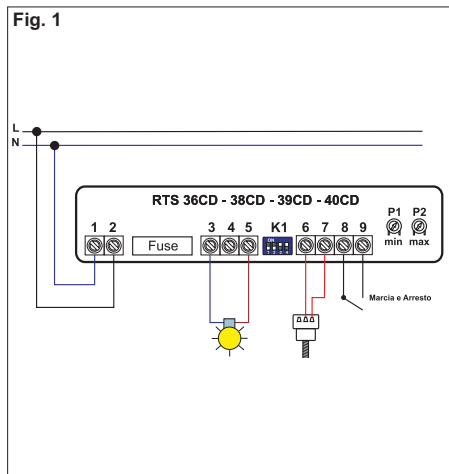 Fig. 1
L
N
RTS 36CD - 38CD - 39CD - 40CD
1 2 Fuse 3 4 5 K1 6 7 8 9 P1 P2
min max
ON
Marcia e Arresto